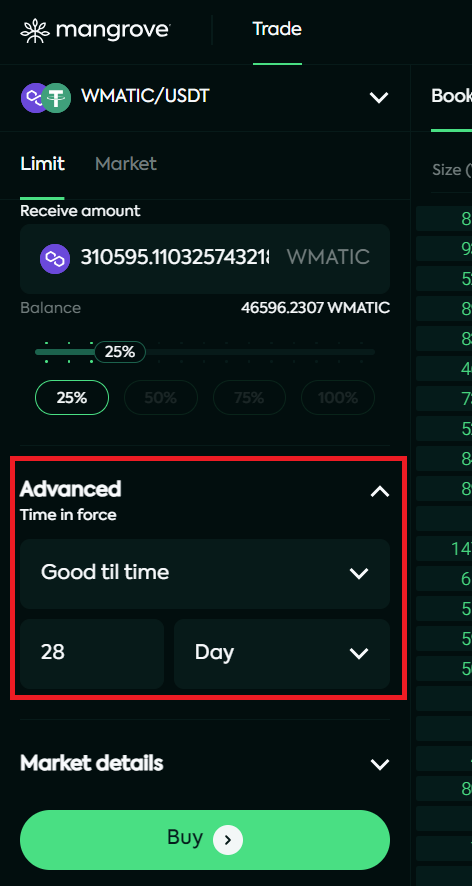 mangrove
Trade
WMATIC/USDT
Book
Limit
Market
Size (
Receive amount
310595.110325743218
WMATIC
Balance
46596.2307 WMATIC
25%
25%
50%
75%
100%
Advanced
Time in force
Good til time
28
Day
Market details
Buy